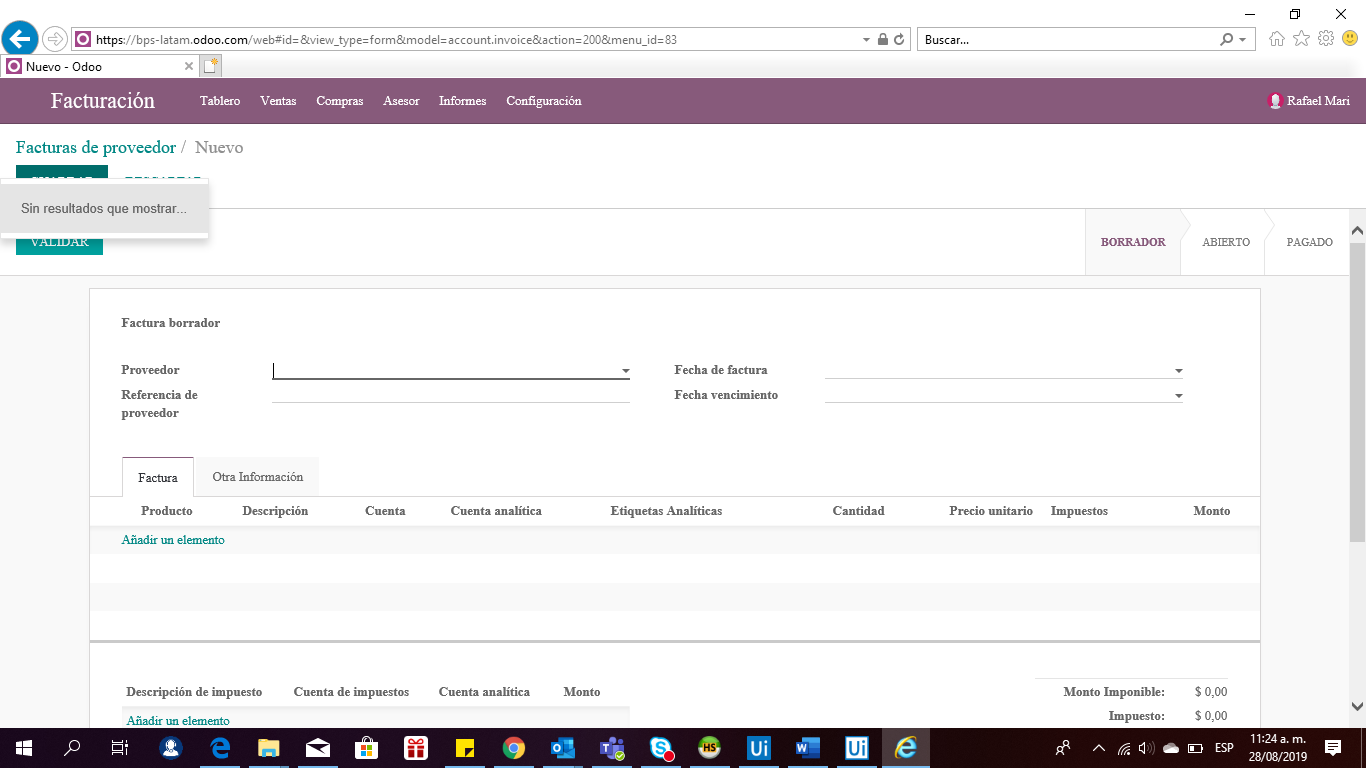 https://bps-latam.odoo.com/web#id=&view_type=form&model=account.invoice&action=200&menu_id=83
Buscar...
Nuevo - Odoo
Facturación Tablero Ventas Compras Asesor Informes Configuración Rafael Mari
Facturas de proveedor / Nuevo
Sin resultados que mostrar...
VALIDAR
BORRADOR ABIERTO PAGADO
Factura borrador
Proveedor
Fecha de factura
Referencia de
proveedor
Fecha vencimiento
Factura Otra Información
Producto Descripción Cuenta Cuenta analítica Etiquetas Analíticas Cantidad Precio unitario Impuestos Monto
Añadir un elemento
Descripción de impuesto Cuenta de impuestos Cuenta analítica Monto
Monto Imponible: $ 0,00
Añadir un elemento
Impuesto: $ 0,00
HS Ui Ui
ESP
11:24 a. m.
28/08/2019